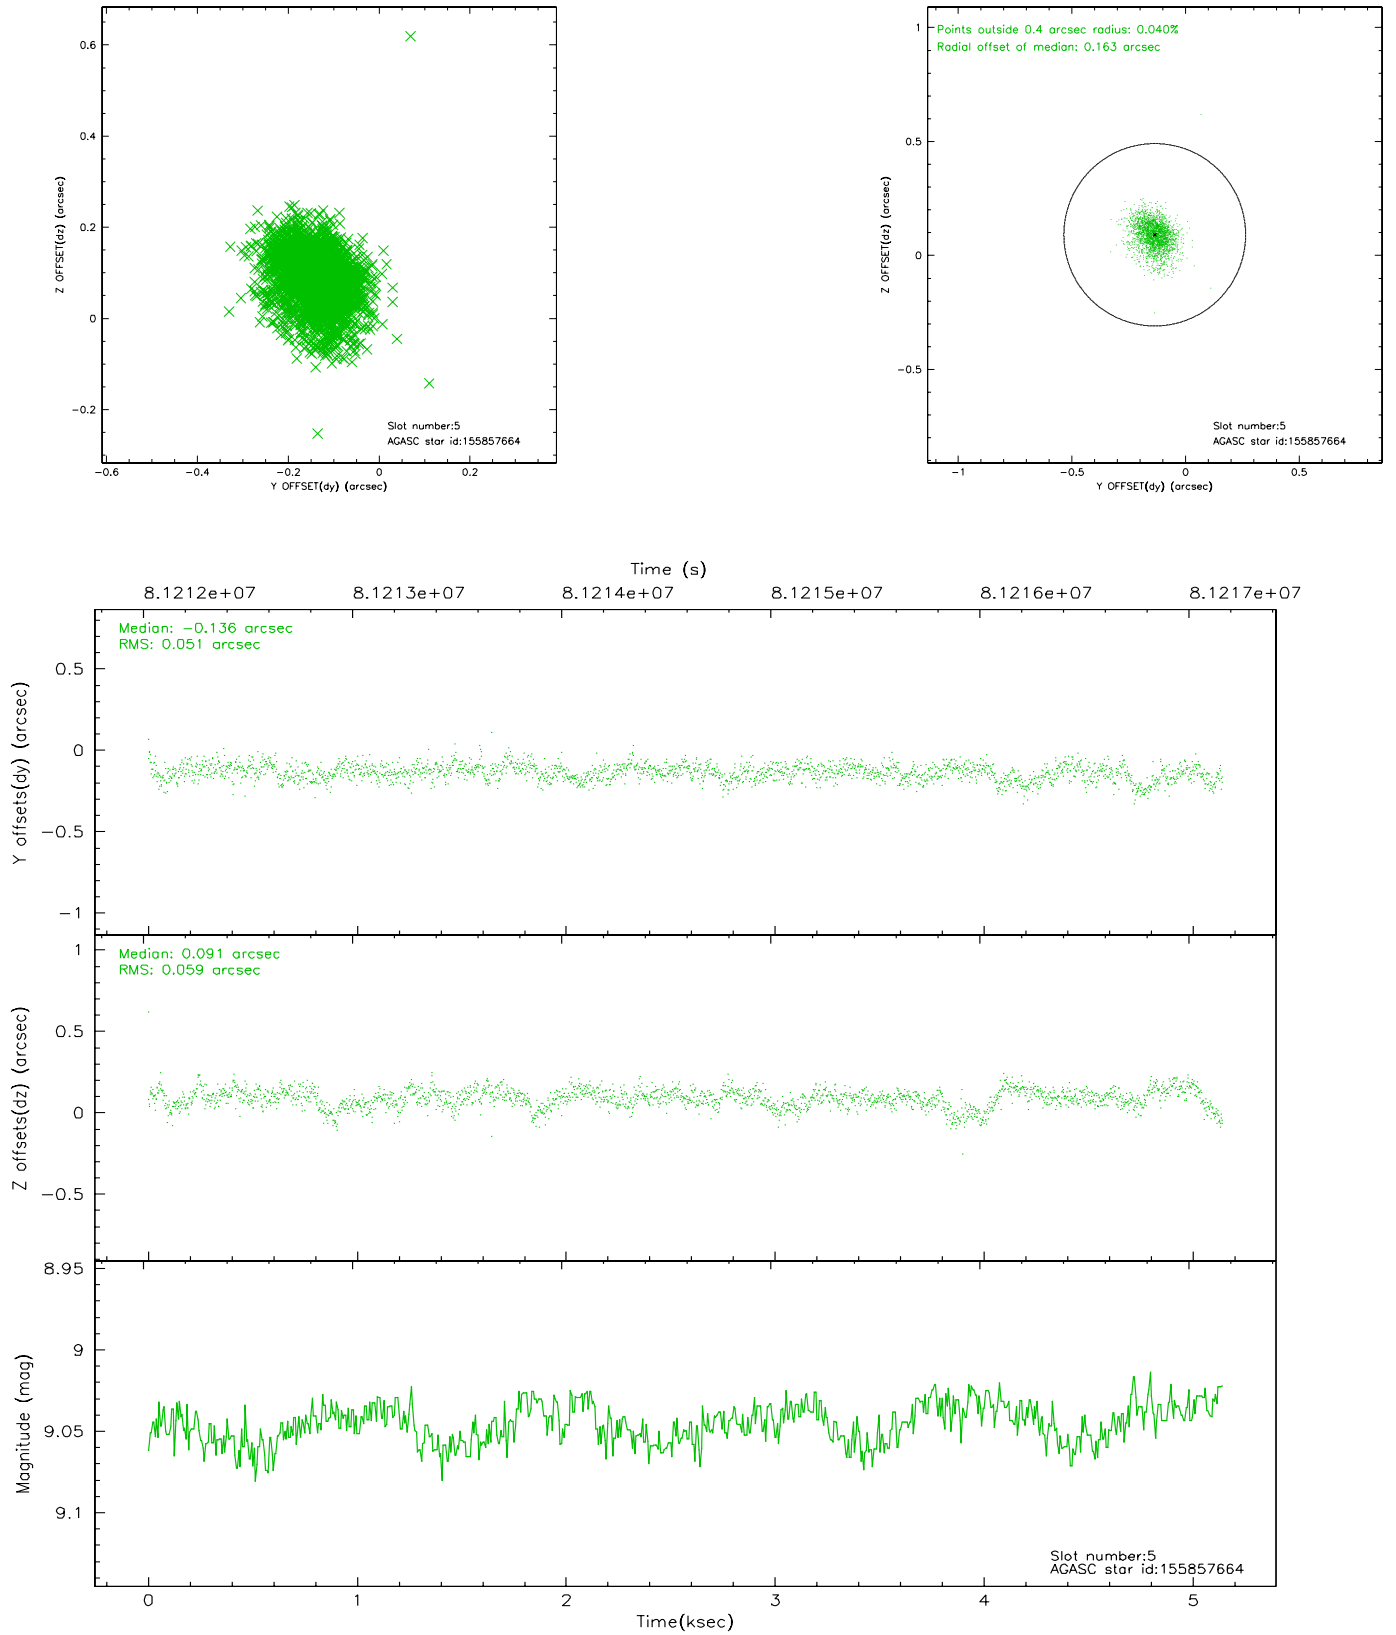 0.6
0.4
0.2
0
−0.2
Z OFFSET(dz) (arcsec)
Slot number:5
AGASC star id:155857664
−0.6 −0.4 −0.2 0 0.2
Y OFFSET(dy) (arcsec)
Points outside 0.4 arcsec radius: 0.040%
Radial offset of median: 0.163 arcsec
1
0.5
0
−0.5
Z OFFSET(dz) (arcsec)
Slot number:5
AGASC star id:155857664
−1 −0.5 0 0.5
Y OFFSET(dy) (arcsec)
Time (s)
8.1212e+07 8.1213e+07 8.1214e+07 8.1215e+07 8.1216e+07 8.1217e+07
Median: −0.136 arcsec
RMS: 0.051 arcsec
0.5
0
−0.5
−1
Y offsets(dy) (arcsec)
Median: 0.091 arcsec
RMS: 0.059 arcsec
1
0.5
0
−0.5
Z offsets(dz) (arcsec)
8.95
9
9.05
9.1
Magnitude (mag)
Slot number:5
AGASC star id:155857664
0 1 2 3 4 5
Time(ksec)